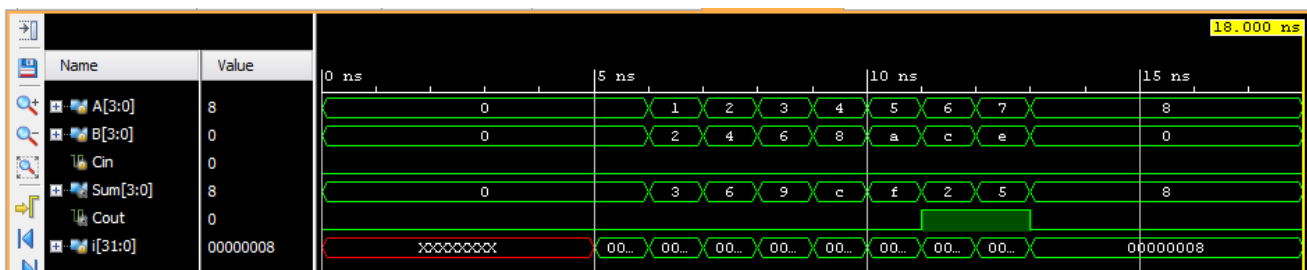 18.000 ns
Name Value 0 ns 5 ns 10 ns 15 ns
A[3:0] 8 0 1 2 3 4 5 6 7 8
B[3:0] 0 0 2 4 6 8 a c e 0
Cin 0
Sum[3:0] 8 0 3 6 9 c f 2 5 8
Cout 0
i[31:0] 00000008 XXXXXXXX 00... 00... 00... 00... 00... 00... 00... 00... 00000008